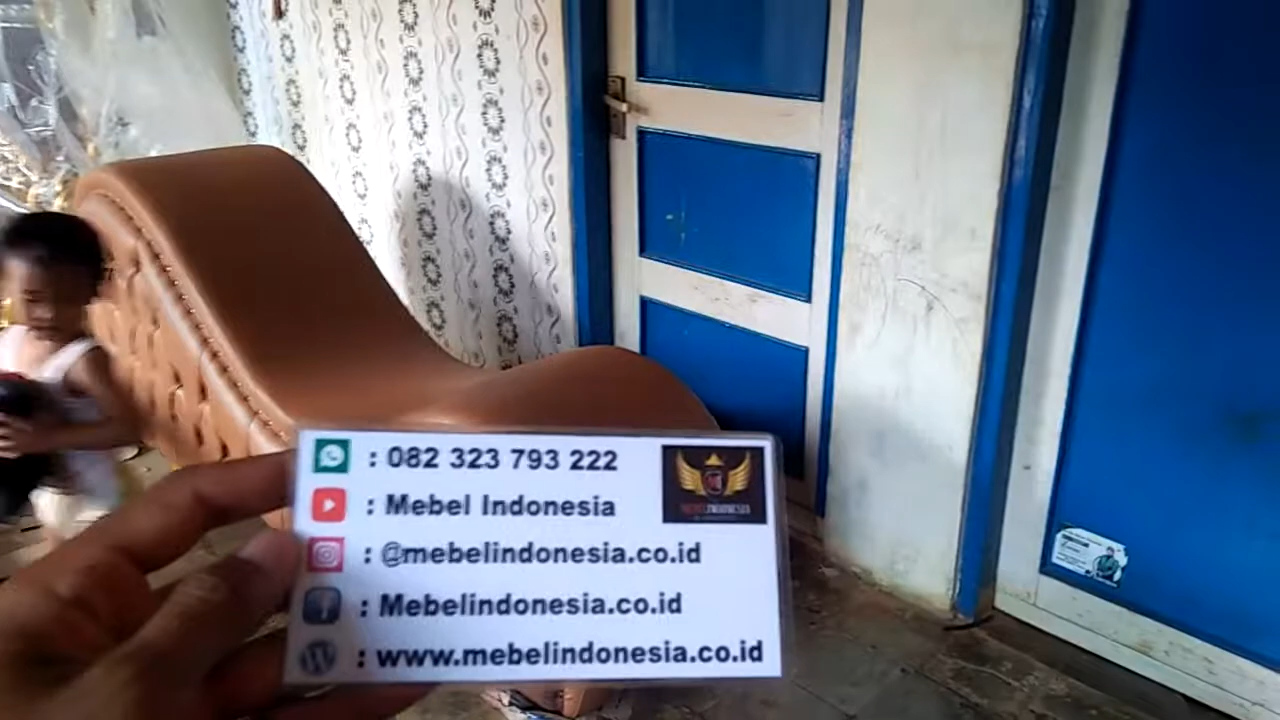 : 082 323 793 222
: Mebel Indonesia
: @mebelindonesia.co.id
: Mebelindonesia.co.id
: www.mebelindonesia.co.id